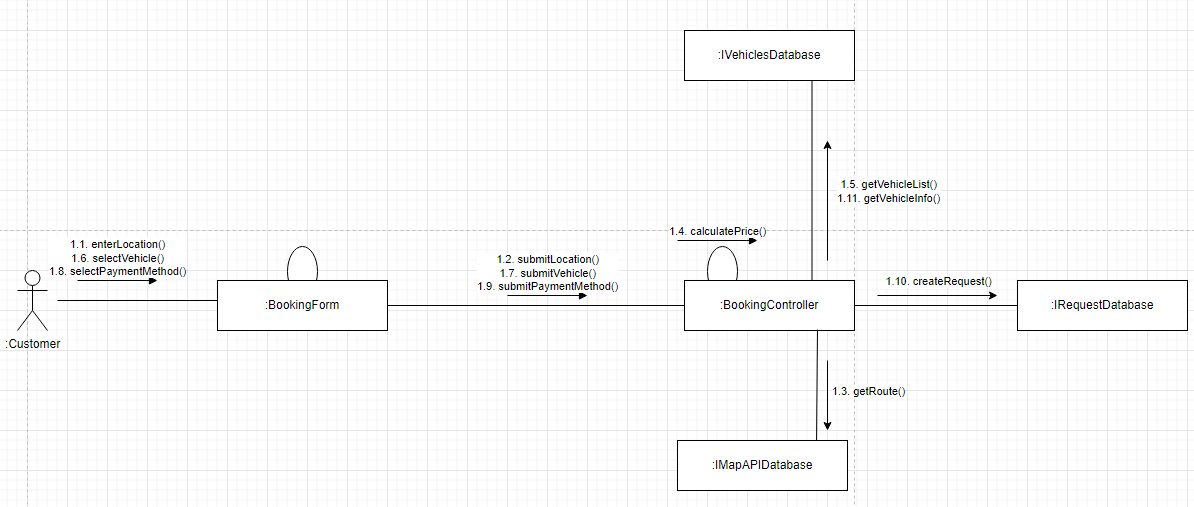 :IVehiclesDatabase
1.5. getVehicleList()
1.11. getVehicleInfo()
1.4. calculatePrice()
1.1. enterLocation()
1.6. selectVehicle()
1.8. selectPaymentMethod()
1.2. submitLocation()
1.7. submitVehicle()
1.9. submitPaymentMethod()
1.10. createRequest()
:BookingForm
:BookingController
:IRequestDatabase
:Customer
1.3. getRoute()
:IMapAPIDatabase